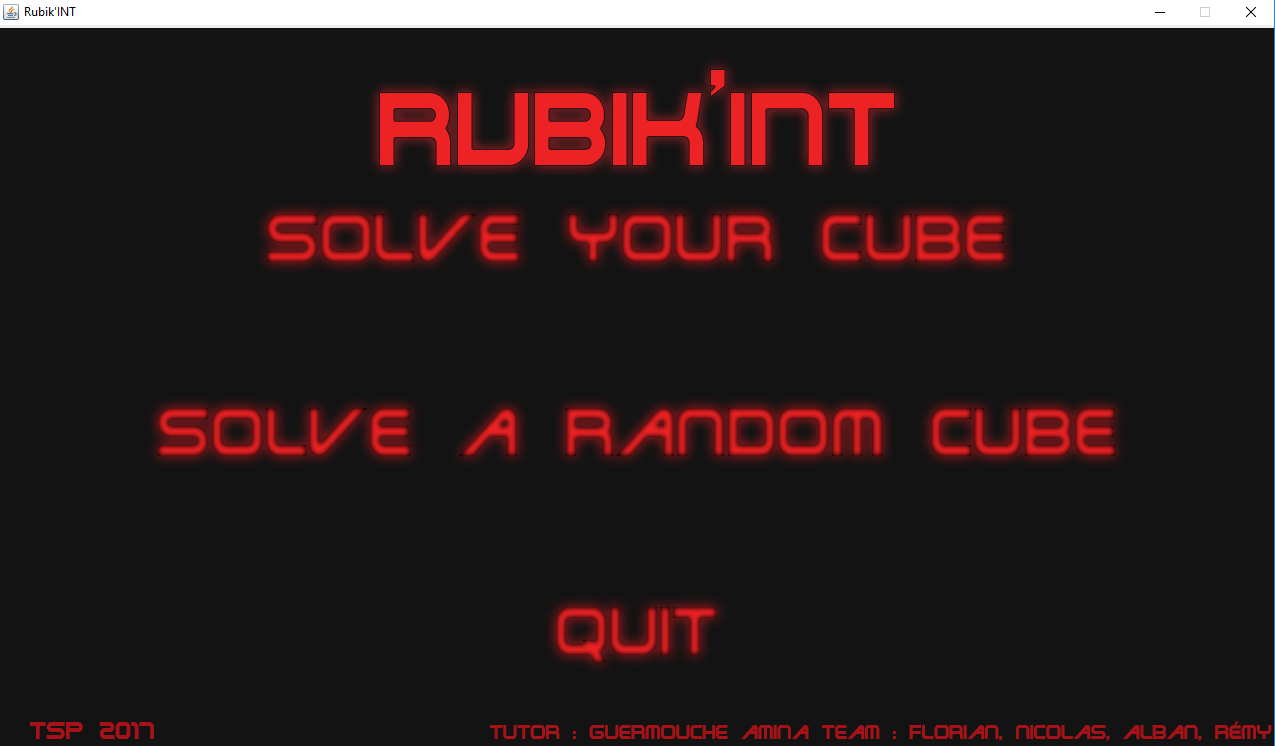 Rubik'INT
RUBIK'INT
SOLVE YOUR CUBE
SOLVE A RANDOM CUBE
QUIT
TSP 2017
TUTOR : GUERMOUCHE AMINA TEAM : FLORIAN, NICOLAS, ALBAN, RÉMY